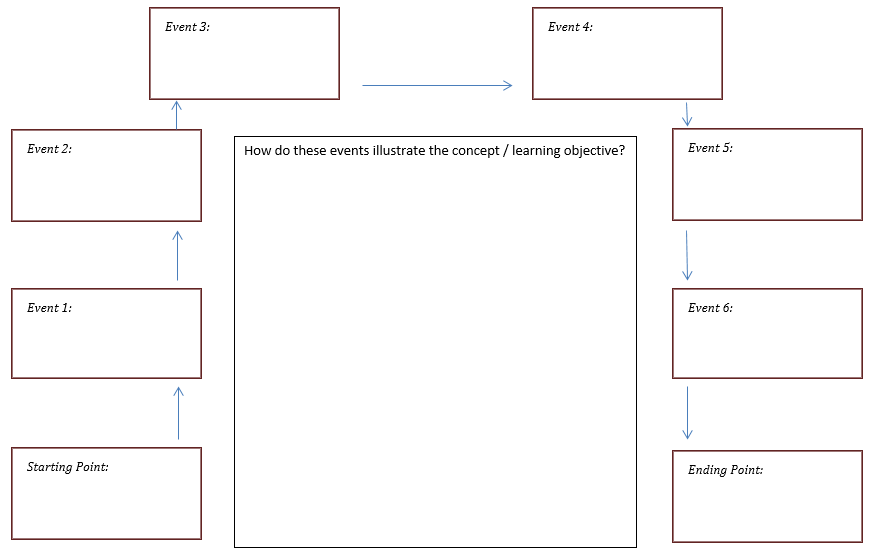 Event 3:
Event 4:
Event 2:
How do these events illustrate the concept / learning objective?
Event 5:
Event 1:
Event 6:
Starting Point:
Ending Point: